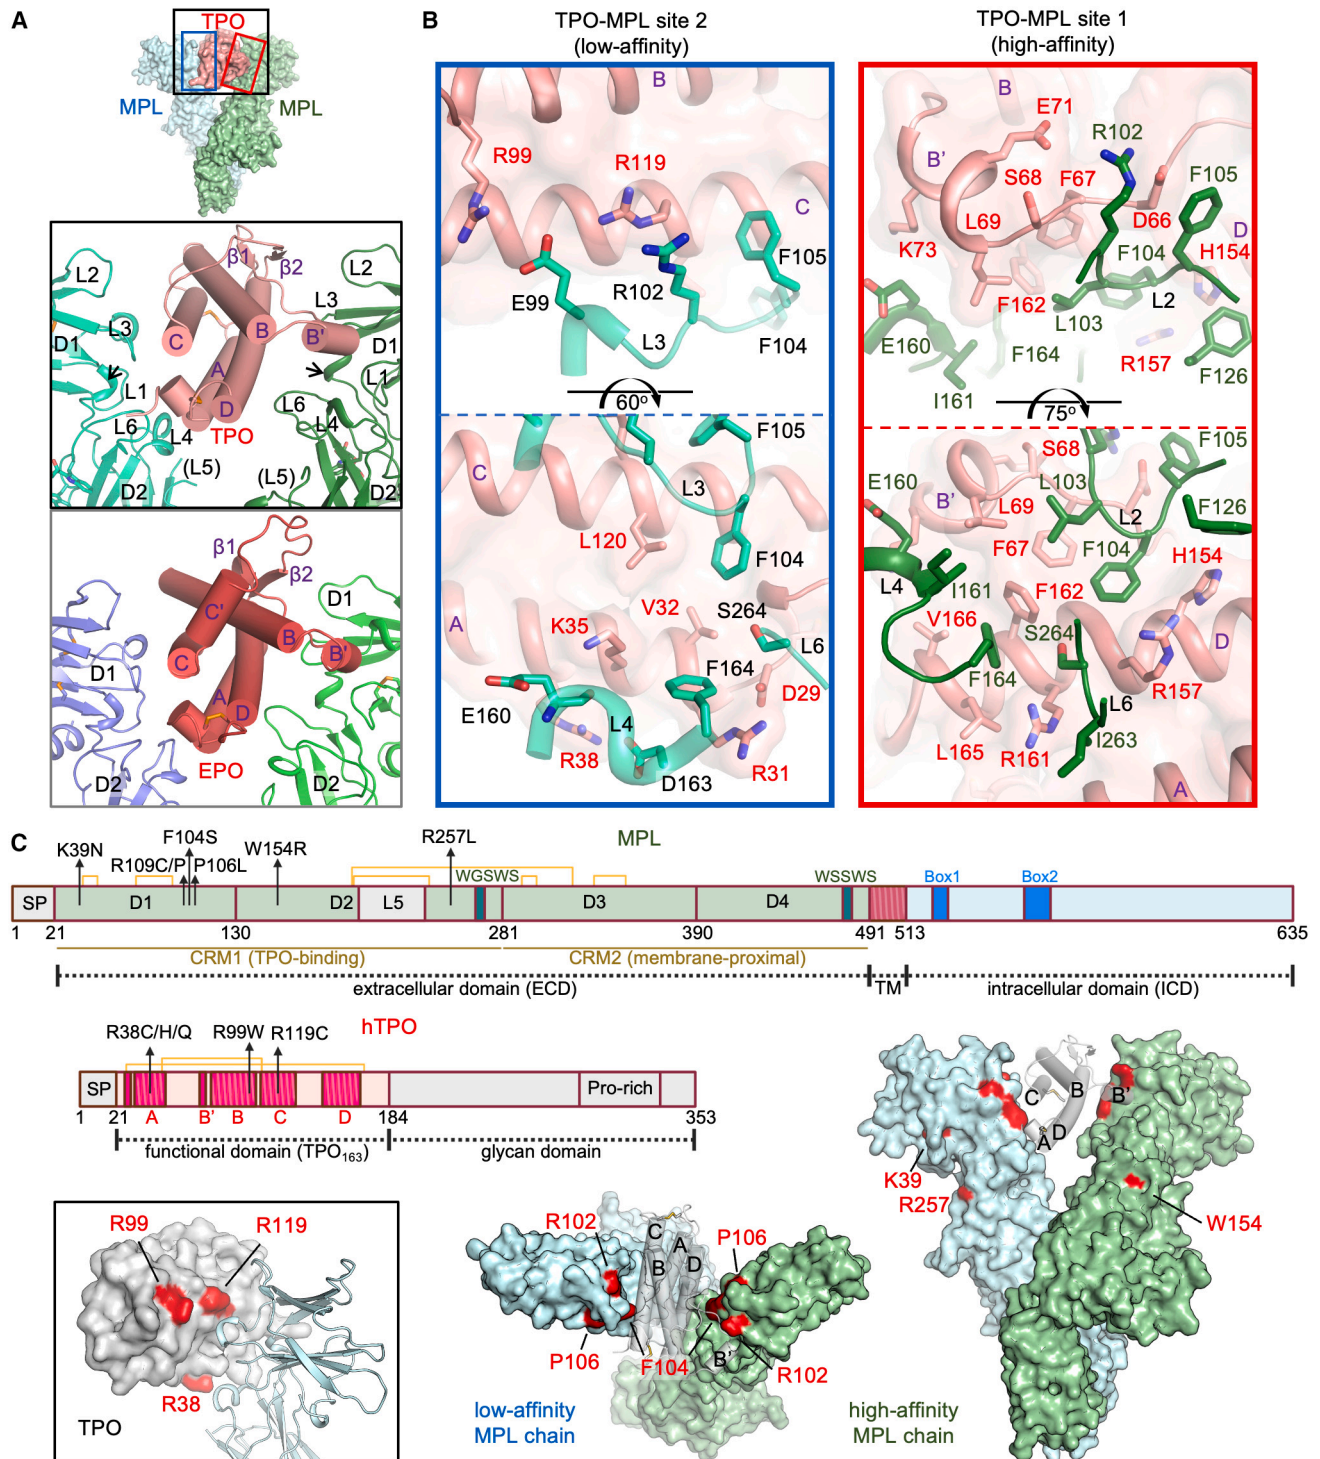 A
TPO
MPL
MPL
L2
β1
β2
L2
L3
L3
C
B
B'
D1
D1
A
L1
L1
D
L6
L6
L4
L4
TPO
(L5)
(L5)
D2
D2
β1
β2
D1
C'
B
C
B'
D1
A
D
EPO
D2
D2
B
TPO-MPL site 2
(low-affinity)
B
R99
R119
C
F105
R102
E99
L3
F104
60º
F105
C
L3
L120
F104
V32
S264
A
K35
L6
F164
D29
E160
L4
R38
D163
R31
TPO-MPL site 1
(high-affinity)
B
E71
R102
B'
S68
F67
F105
L69
D66
D
K73
F104
H154
F162
L2
L103
E160
F164
R157
F126
I161
75º
S68
F105
E160
L103
B'
L69
L2
F126
F67
F104
H154
L4
I161
F162
V166
S264
D
F164
R157
L6
L165
R161
I263
A
C
F104S
MPL
K39N
R109C/P
P106L
W154R
R257L
WGSWS
WSSWS
Box1
Box2
SP
D1
D2
L5
D3
D4
1
21
130
281
390
491
513
635
CRM1 (TPO-binding)
CRM2 (membrane-proximal)
extracellular domain (ECD)
TM
intracellular domain (ICD)
hTPO
R38C/H/Q
R99W
R119C
SP
Pro-rich
1
21
A
B'
B
C
D
184
353
functional domain (TPO163)
glycan domain
R99
R119
R38
TPO
R102
C
A
P106
B
D
P106
F104
B'
R102
low-affinity
MPL chain
C
B
B'
D
A
K39
R257
W154
high-affinity
MPL chain